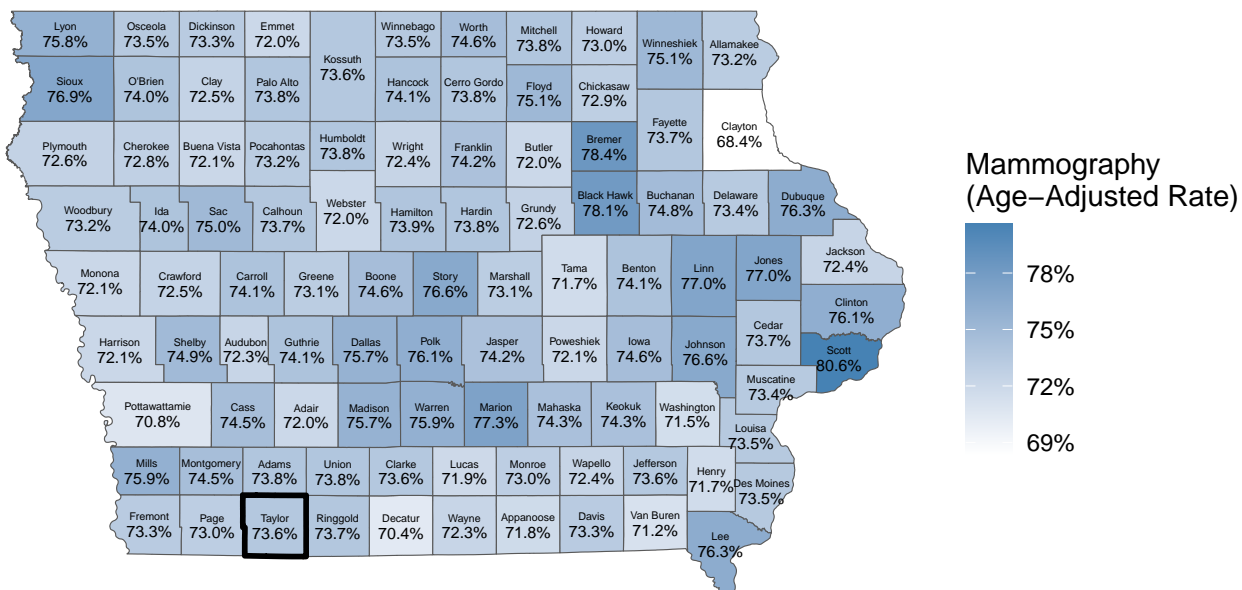 Lyon
75.8%
Osceola
73.5%
Dickinson
73.3%
Emmet
72.0%
Kossuth
73.6%
Winnebago
73.5%
Worth
74.6%
Mitchell
73.8%
Howard
73.0%
Winneshiek
75.1%
Allamakee
73.2%
Sioux
76.9%
O'Brien
74.0%
Clay
72.5%
Palo Alto
73.8%
Hancock
74.1%
Cerro Gordo
73.8%
Floyd
75.1%
Chickasaw
72.9%
Fayette
73.7%
Clayton
68.4%
Plymouth
72.6%
Cherokee
72.8%
Buena Vista
72.1%
Pocahontas
73.2%
Humboldt
73.8%
Wright
72.4%
Franklin
74.2%
Butler
72.0%
Bremer
78.4%
Woodbury
73.2%
Ida
74.0%
Sac
75.0%
Calhoun
73.7%
Webster
72.0%
Hamilton
73.9%
Hardin
73.8%
Grundy
72.6%
Black Hawk
78.1%
Buchanan
74.8%
Delaware
73.4%
Dubuque
76.3%
Monona
72.1%
Crawford
72.5%
Carroll
74.1%
Greene
73.1%
Boone
74.6%
Story
76.6%
Marshall
73.1%
Tama
71.7%
Benton
74.1%
Linn
77.0%
Jones
77.0%
Jackson
72.4%
Clinton
76.1%
Harrison
72.1%
Shelby
74.9%
Audubon
72.3%
Guthrie
74.1%
Dallas
75.7%
Polk
76.1%
Jasper
74.2%
Poweshiek
72.1%
Iowa
74.6%
Johnson
76.6%
Cedar
73.7%
Scott
80.6%
Muscatine
73.4%
Pottawattamie
70.8%
Cass
74.5%
Adair
72.0%
Madison
75.7%
Warren
75.9%
Marion
77.3%
Mahaska
74.3%
Keokuk
74.3%
Washington
71.5%
Louisa
73.5%
Mills
75.9%
Montgomery
74.5%
Adams
73.8%
Union
73.8%
Clarke
73.6%
Lucas
71.9%
Monroe
73.0%
Wapello
72.4%
Jefferson
73.6%
Henry
71.7%
Des Moines
73.5%
Fremont
73.3%
Page
73.0%
Taylor
73.6%
Ringgold
73.7%
Decatur
70.4%
Wayne
72.3%
Appanoose
71.8%
Davis
73.3%
Van Buren
71.2%
Lee
76.3%
Mammography
(Age−Adjusted Rate)
78%
75%
72%
69%